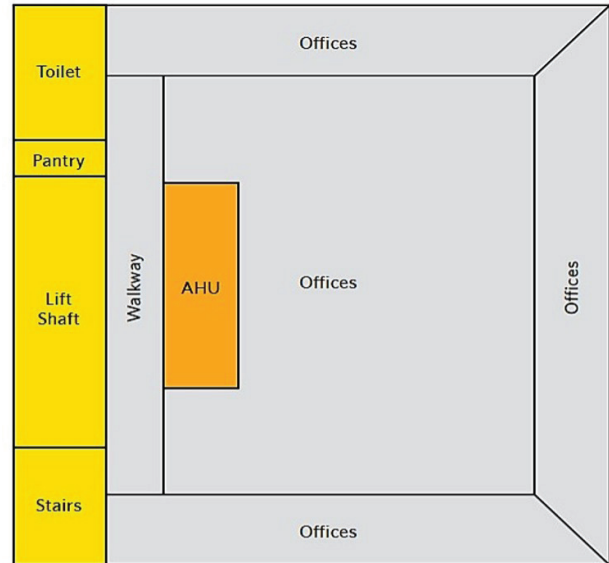 Offices
Toilet
Pantry
Walkway
AHU
Offices
Offices
Lift
Shaft
Stairs
Offices